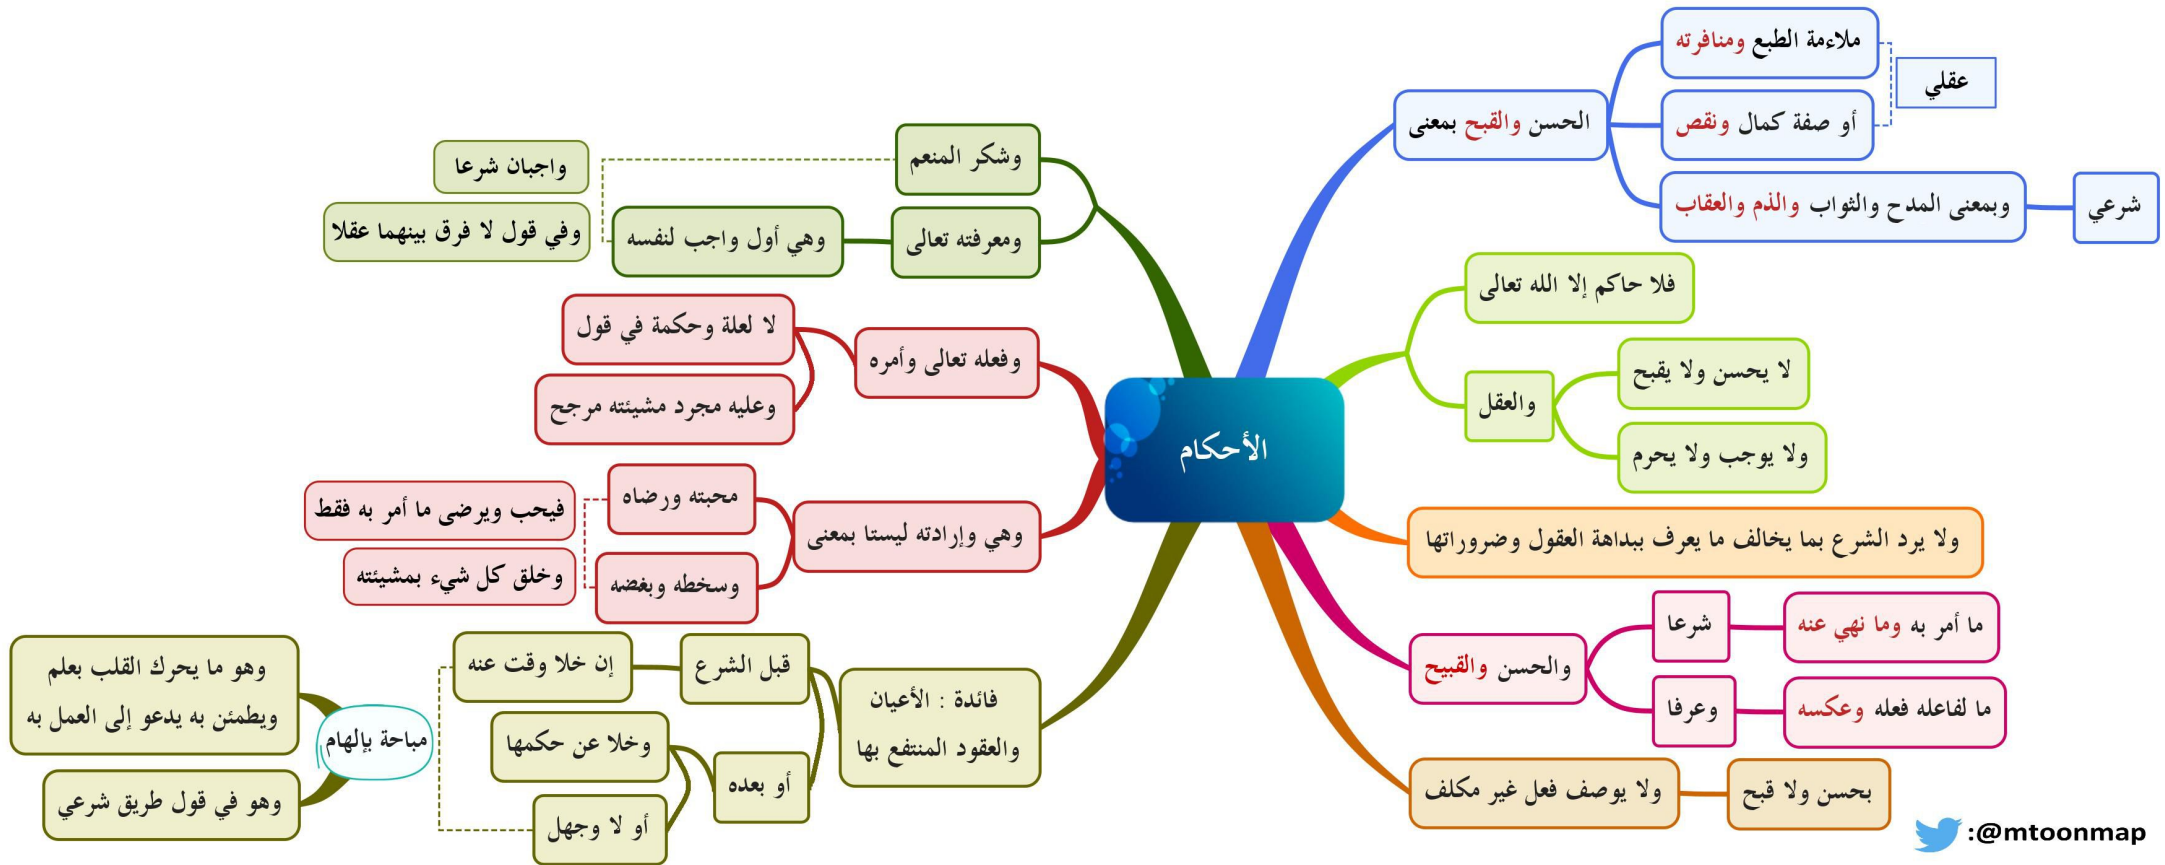 الأحكام
الحسن والقبح بمعنى
ملاءمة الطبع ومنافرته
أو صفة كمال ونقص
عقلي
وبمعنى المدح والثواب والذم والعقاب
شرعي
فلا حاكم إلا الله تعالى
والعقل
لا يحسن ولا يقبح
ولا يوجب ولا يحرم
ولا يرد الشرع بما يخالف ما يعرف ببداهة العقول وضروراتها
والحسن والقبيح
شرعا
ما أمر به وما نهي عنه
وعرفا
ما لفاعله فعله وعكسه
ولا يوصف فعل غير مكلف
بحسن ولا قبح
وشكر المنعم
ومعرفته تعالى
وهي أول واجب لنفسه
واجبان شرعا
وفي قول لا فرق بينهما عقلا
وفعله تعالى وأمره
لا لعلة وحكمة في قول
وعليه مجرد مشيئته مرجح
وهي وإرادته ليستا بمعنى
محبته ورضاه
وسخطه وبغضه
فيحب ويرضى ما أمر به فقط
وخلق كل شيء بمشيئته
فائدة : الأعيان
والعقود المنتفع بها
قبل الشرع
إن خلا وقت عنه
أو بعده
وخلا عن حكمها
أو لا وجهل
مباحة بإلهام
وهو ما يحرك القلب بعلم
ويطمئن به يدعو إلى العمل به
وهو في قول طريق شرعي
:@mtoonmap